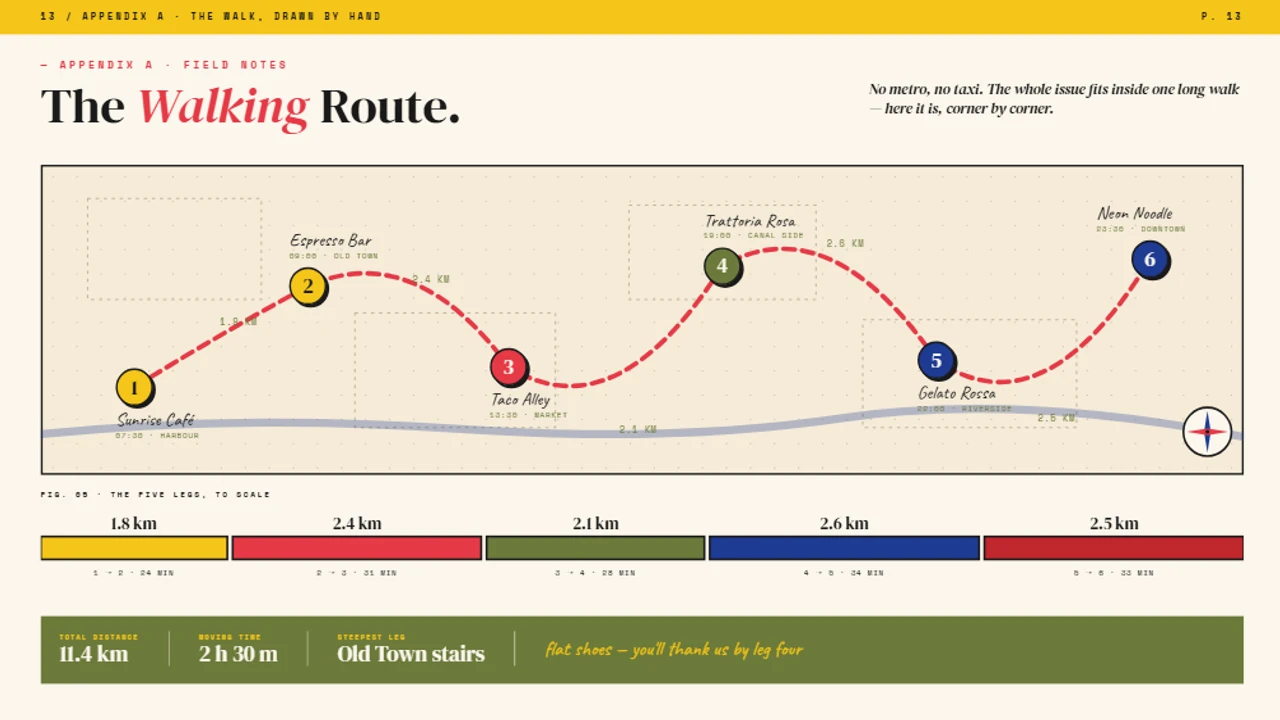 13 / APPENDIX A · THE WALK, DRAWN BY HAND
P. 13
— APPENDIX A · FIELD NOTES
The Walking Route.
No metro, no taxi. The whole issue fits inside one long walk
— here it is, corner by corner.
Trattoria Rosa
19:00 · CANAL SIDE
Neon Noodle
23:30 · DOWNTOWN
Espresso Bar
09:00 · OLD TOWN
2.6 KM
4
6
2
2.4 KM
1.8 KM
1
3
5
Sunrise Café
07:30 · HARBOUR
Taco Alley
13:30 · MARKET
Gelato Rossa
22:00 · RIVERSIDE
2.1 KM
2.5 KM
FIG. 05 · THE FIVE LEGS, TO SCALE
1.8 km
2.4 km
2.1 km
2.6 km
2.5 km
1 → 2 · 24 MIN
2 → 3 · 31 MIN
3 → 4 · 28 MIN
4 → 5 · 34 MIN
5 → 6 · 33 MIN
TOTAL DISTANCE
11.4 km
MOVING TIME
2 h 30 m
STEEPEST LEG
Old Town stairs
flat shoes — you'll thank us by leg four